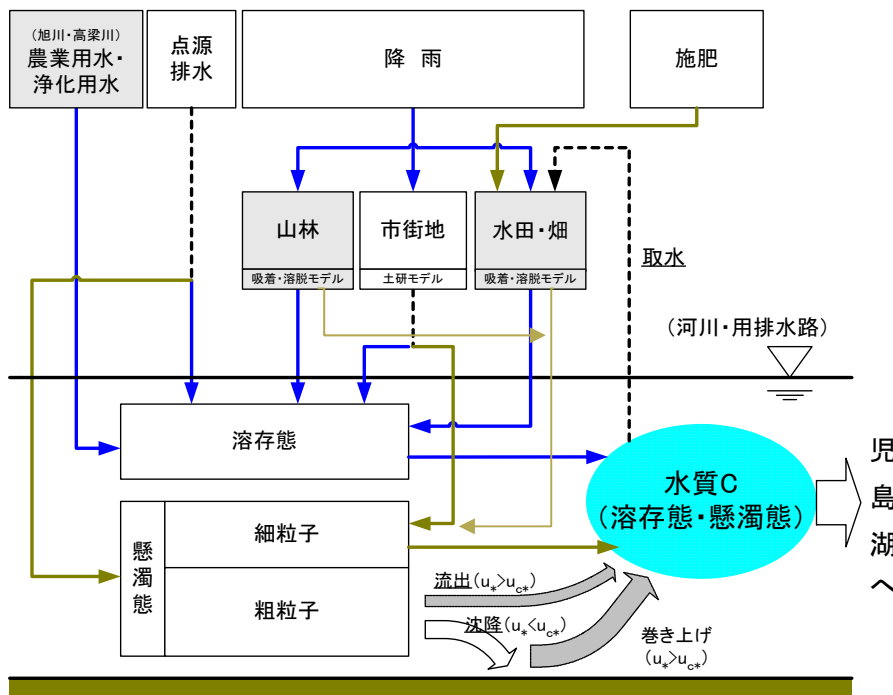 (旭川・高梁川)
農業用水・
浄化用水
点源
排水
降 雨
施肥
山林
吸着・溶脱モデル
市街地
土研モデル
水田・畑
吸着・溶脱モデル
取水
(河川・用排水路)
溶存態
水質C
(溶存態・懸濁態)
児
島
湖
へ
懸
濁
態
細粒子
粗粒子
流出(u*>uc*)
沈降(u*<uc*)
巻き上げ
(u*>uc*)